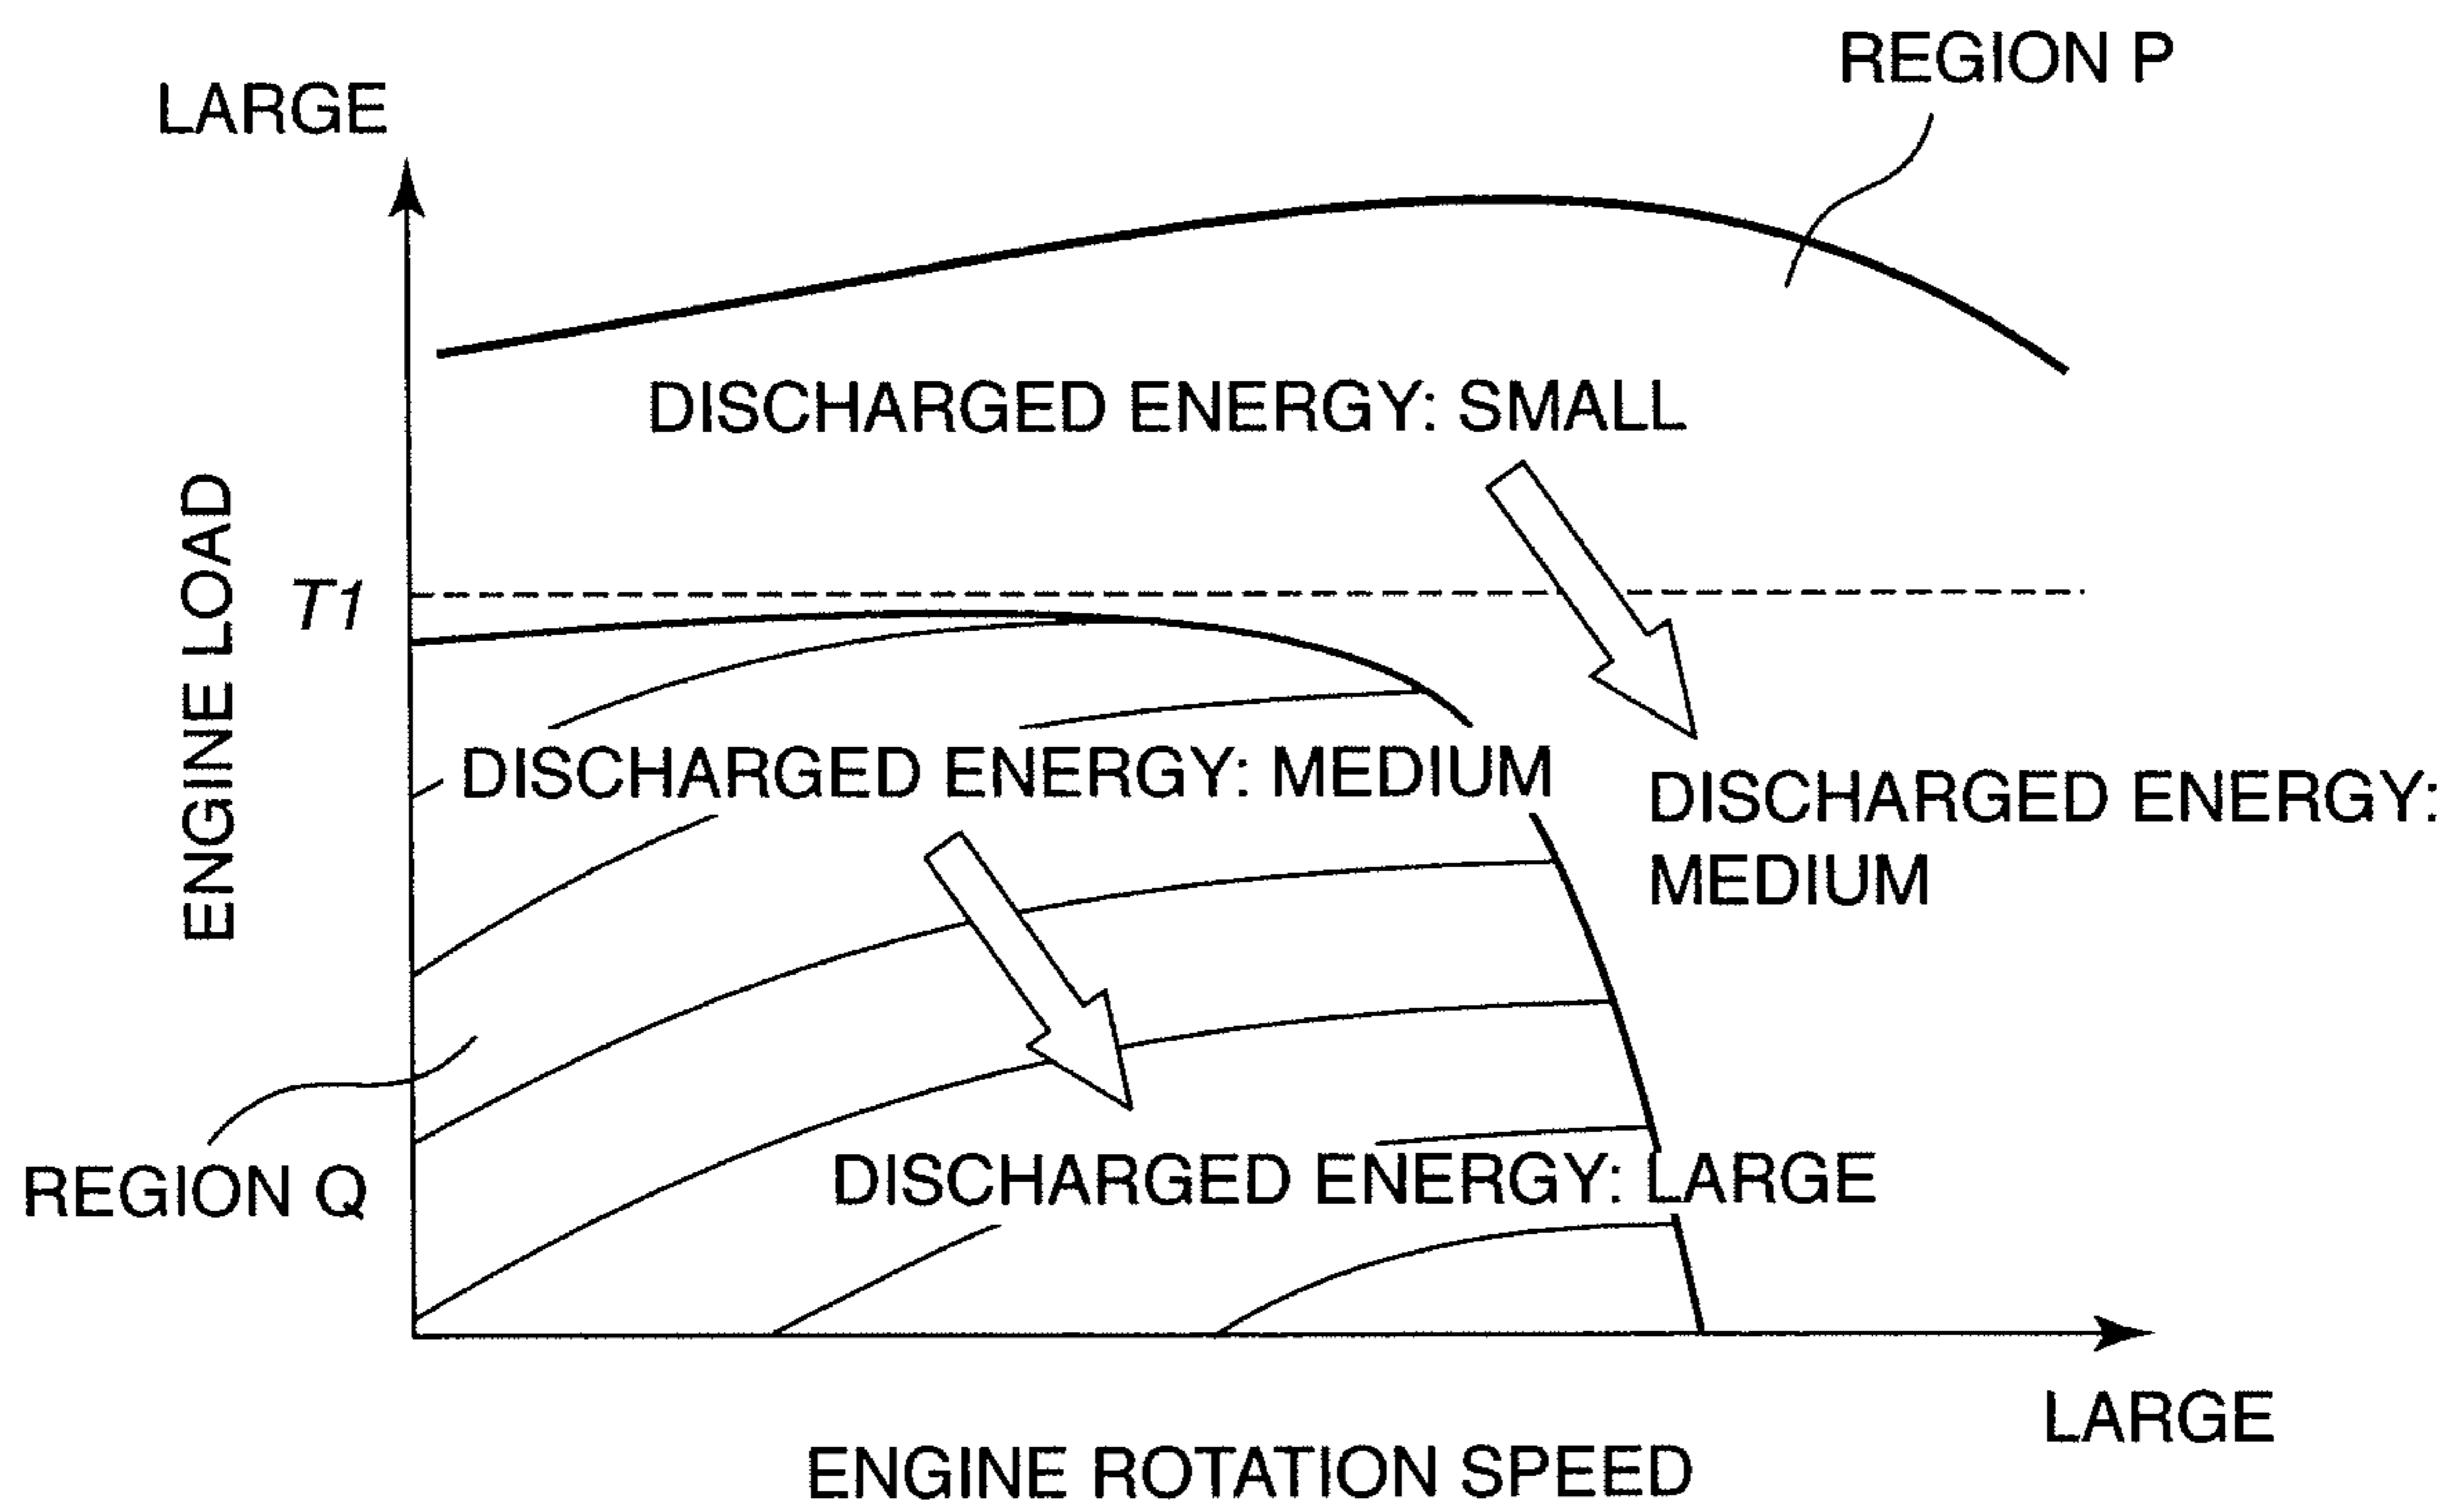 REGION P
LARGE
DISCHARGED ENERGY: SMALL
ENGINE LOAD
T1
DISCHARGED ENERGY: MEDIUM
DISCHARGED ENERGY:
MEDIUM
REGION Q
DISCHARGED ENERGY: LARGE
LARGE
ENGINE ROTATION SPEED